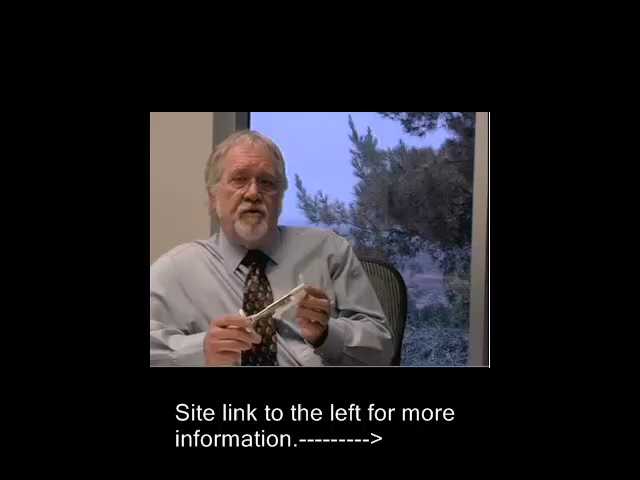 Site link to the left for more
information.--------->